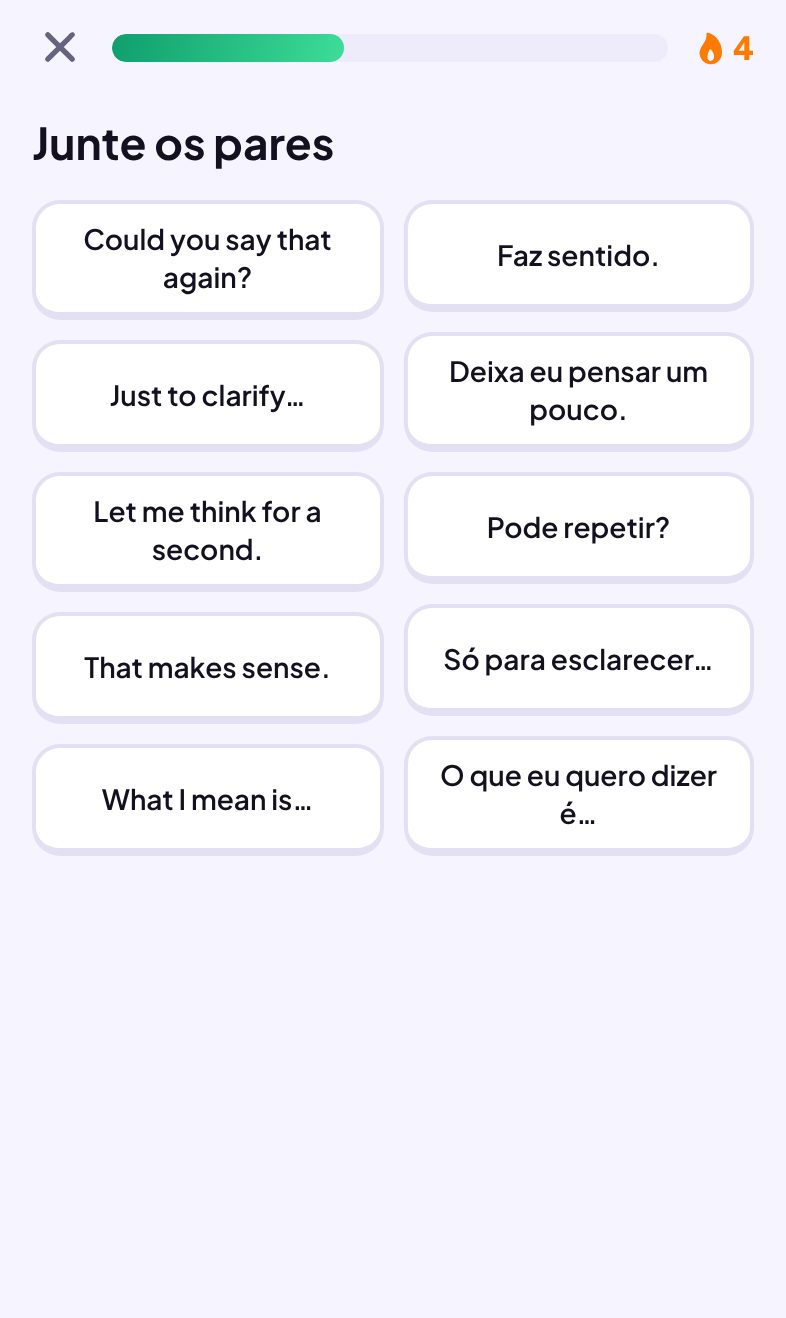 4
Junte os pares
Could you say that
again?
Faz sentido.
Just to clarify…
Deixa eu pensar um
pouco.
Let me think for a
second.
Pode repetir?
That makes sense.
Só para esclarecer…
What I mean is…
O que eu quero dizer
é…